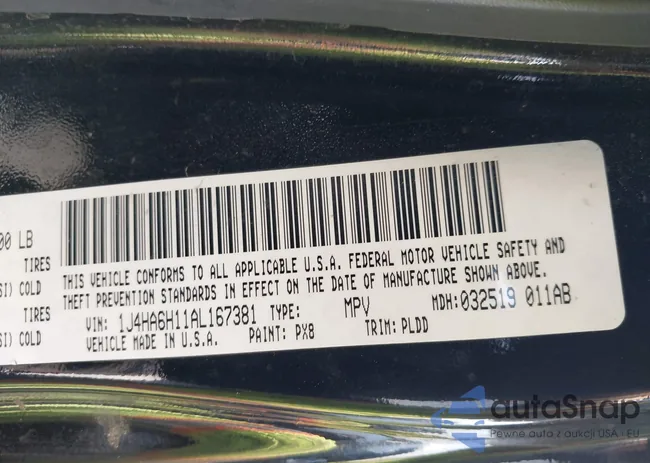 00 LB
TIRES
SI) COLD
TIRES
SI) COLD
THIS VEHICLE CONFORMS TO ALL APPLICABLE U.S.A. FEDERAL MOTOR VEHICLE SAFETY AND
THEFT PREVENTION STANDARDS IN EFFECT ON THE DATE OF MANUFACTURE SHOWN ABOVE.
VIN: 1J4HA6H11AL167381 TYPE: MPV MDH:032519 011AB
VEHICLE MADE IN U.S.A. PAINT: PX8 TRIM: PLDD
autaSnap
Pewne auta z aukcji USA - EU